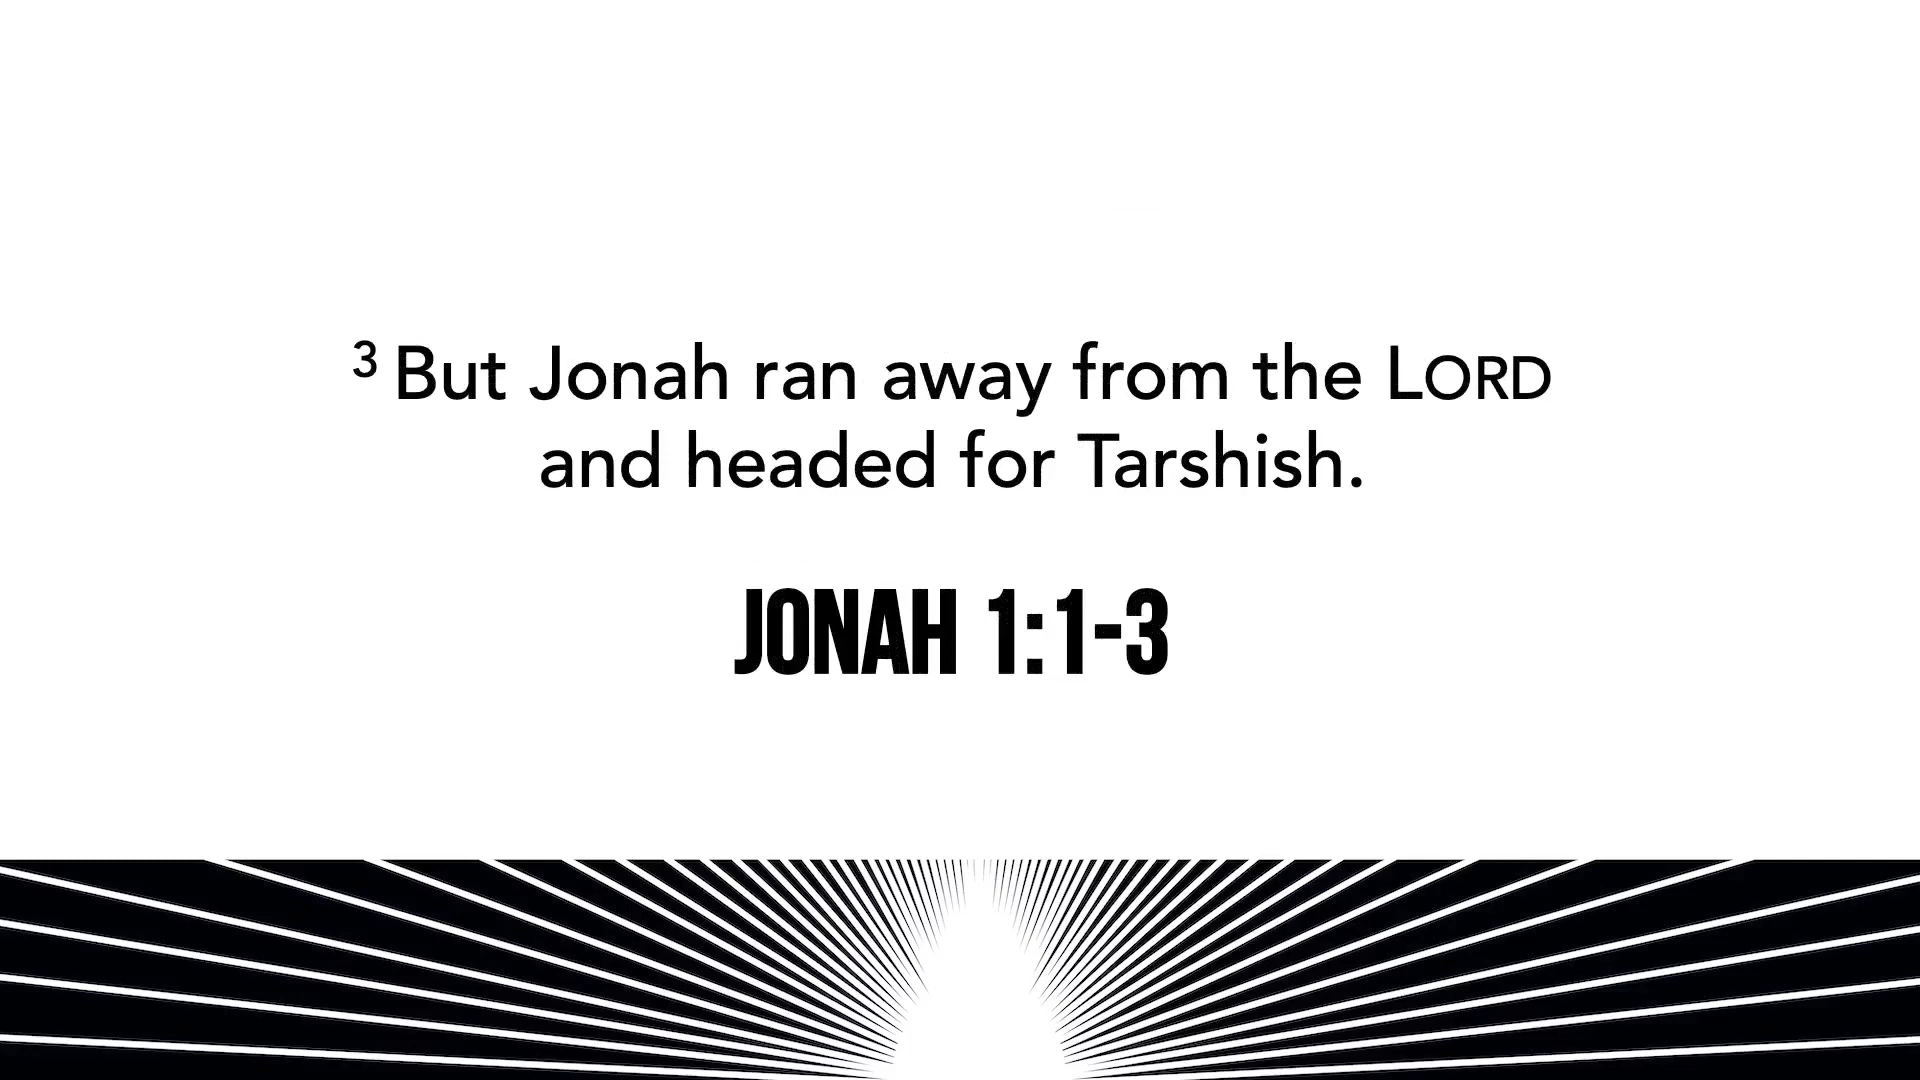 3 But Jonah ran away from the LORD
and headed for Tarshish.
JONAH 1:1-3